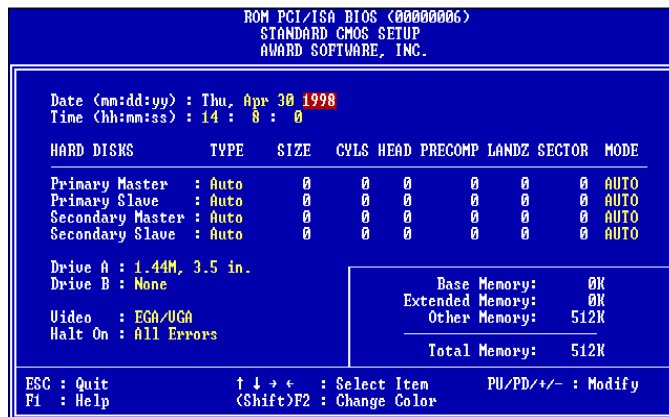 ROM PCI/ISA BIOS (00000006)
STANDARD CMOS SETUP
AWARD SOFTWARE, INC.
Date (mm:dd:yy) : Thu, Apr 30 1998
Time (hh:mm:ss) : 14 : 8 : 0
HARD DISKS TYPE SIZE CYLS HEAD PRECOMP LANDZ SECTOR MODE
Primary Master : Auto 0 0 0 0 0 0 AUTO
Primary Slave : Auto 0 0 0 0 0 0 AUTO
Secondary Master : Auto 0 0 0 0 0 0 AUTO
Secondary Slave : Auto 0 0 0 0 0 0 AUTO
Drive A : 1.44M, 3.5 in.
Drive B : None
Video : EGA/VGA
Halt On : All Errors
Base Memory: 0K
Extended Memory: 0K
Other Memory: 512K
Total Memory: 512K
ESC : Quit ↑ ↓ → ← : Select Item PU/PD/+/- : Modify
F1 : Help (Shift)F2 : Change Color